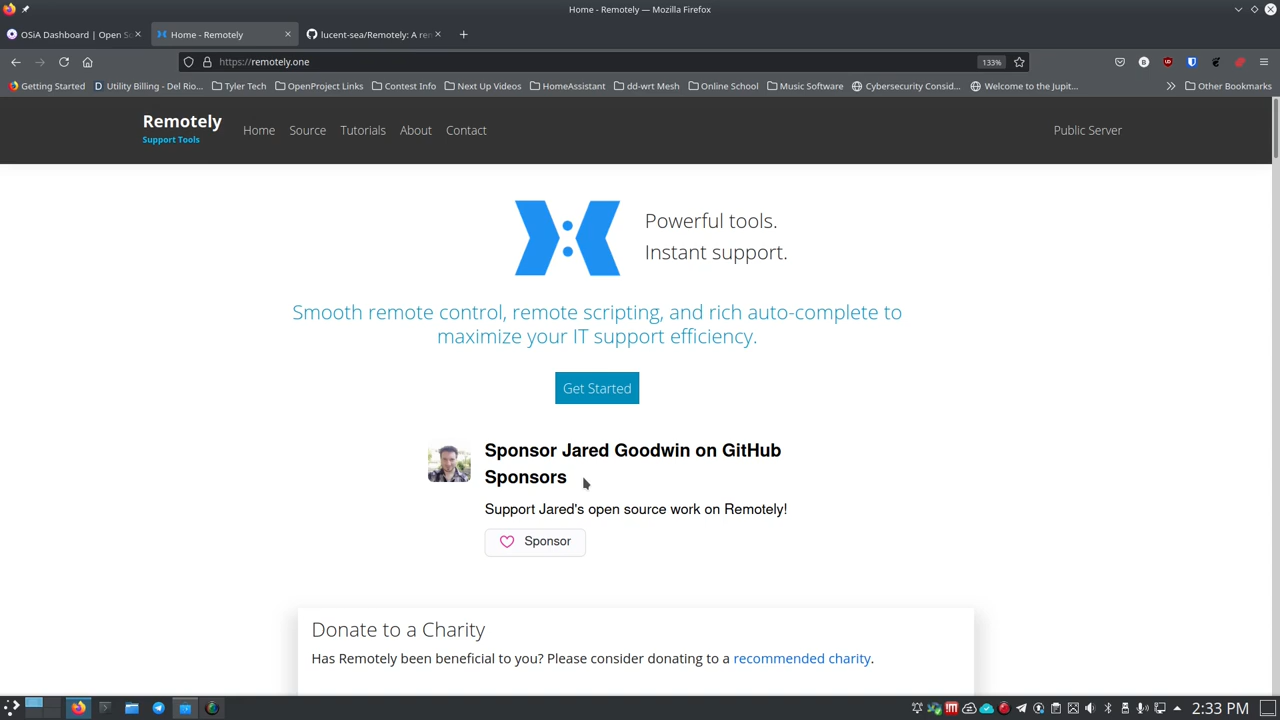 Home - Remotely — Mozilla Firefox
OSiA Dashboard | Open So
Home - Remotely
lucent-sea/Remotely: A rem
https://remotely.one
133%
Getting Started
Utility Billing - Del Rio...
Tyler Tech
OpenProject Links
Contest Info
Next Up Videos
HomeAssistant
dd-wrt Mesh
Online School
Music Software
Cybersecurity Consid...
Welcome to the Jupit...
Other Bookmarks
Remotely
Support Tools
Home
Source
Tutorials
About
Contact
Public Server
Powerful tools.
Instant support.
Smooth remote control, remote scripting, and rich auto-complete to
maximize your IT support efficiency.
Get Started
Sponsor Jared Goodwin on GitHub
Sponsors
Support Jared's open source work on Remotely!
Sponsor
Donate to a Charity
Has Remotely been beneficial to you? Please consider donating to a recommended charity.
2:33 PM